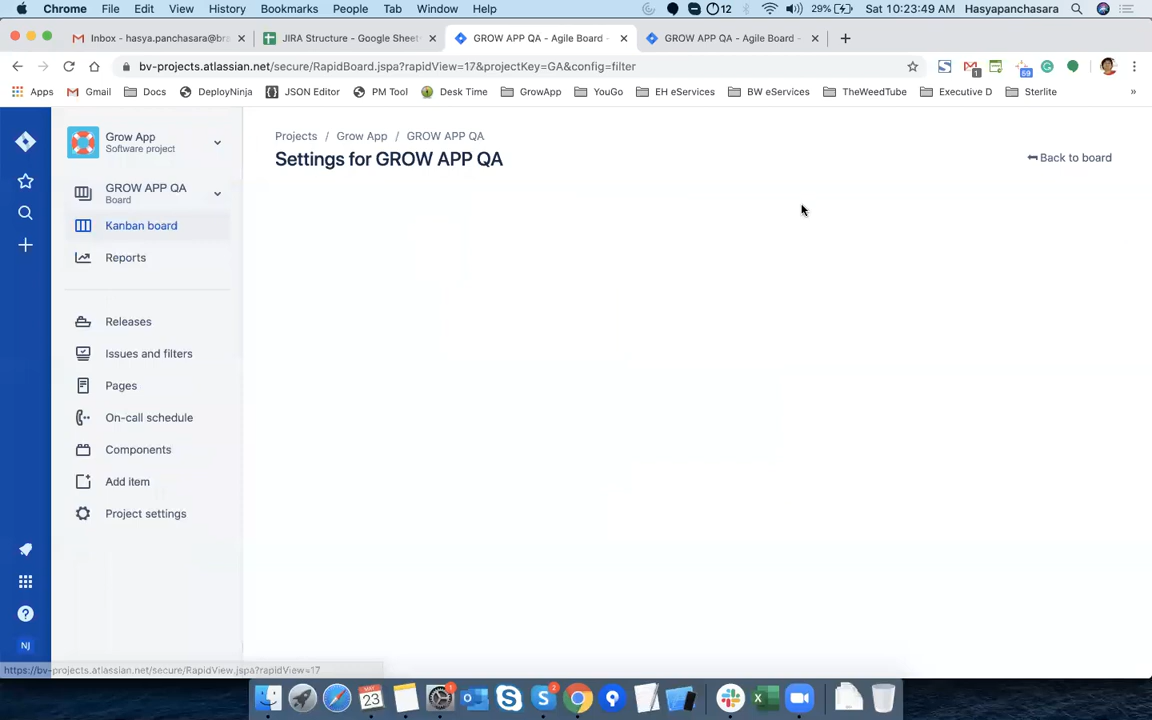 Chrome File Edit View History Bookmarks People Tab Window Help 12 29% Sat 10:23:49 AM Hasyapanchasara
Inbox - hasya.panchasara@br JIRA Structure - Google Sheet GROW APP QA - Agile Board - GROW APP QA - Agile Board -
bv-projects.atlassian.net/secure/RapidBoard.jspa?rapidView=17&projectKey=GA&config=filter
Apps Gmail Docs DeployNinja JSON Editor PM Tool Desk Time GrowApp YouGo EH eServices BW eServices TheWeedTube Executive D Sterlite »
Grow App
Software project
Projects / Grow App / GROW APP QA
Settings for GROW APP QA
Back to board
GROW APP QA
Board
Kanban board
Reports
Releases
Issues and filters
Pages
On-call schedule
Components
Add item
Project settings
NJ
https://bv-projects.atlassian.net/secure/RapidView.jspa?rapidView=17